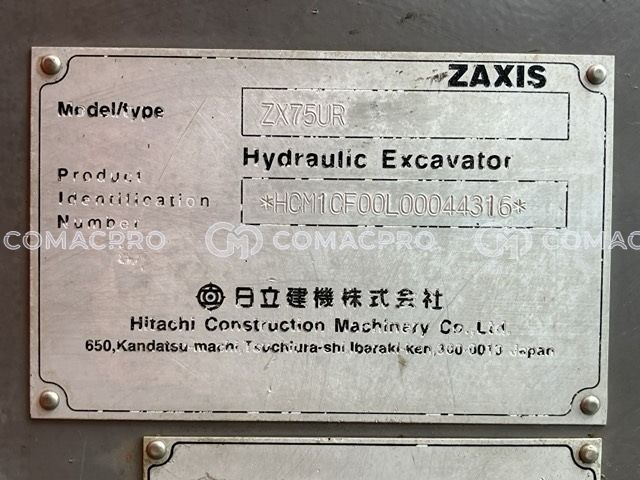 ZAXIS
Model/type
ZX75UR
Hydraulic Excavator
Product
Identification
Number
*HCM1CF00L00044316*
COMACPRO COMACPRO COMACPRO
日立建機株式会社
Hitachi Construction Machinery Co., Ltd.
650,Kandatsu-machi,Tsuchiura-shi,Ibaraki-ken,300-0013 Japan